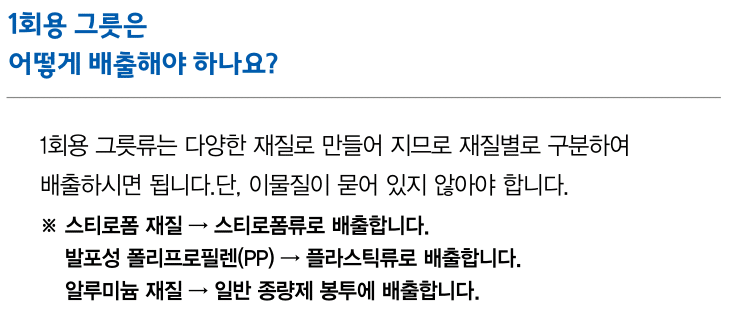 1회용 그릇은
어떻게 배출해야 하나요?
1회용 그릇류는 다양한 재질로 만들어 지므로 재질별로 구분하여
배출하시면 됩니다.단, 이물질이 묻어 있지 않아야 합니다.
※ 스티로폼 재질 → 스티로폼류로 배출합니다.
발포성 폴리프로필렌(PP) → 플라스틱류로 배출합니다.
알루미늄 재질 → 일반 종량제 봉투에 배출합니다.